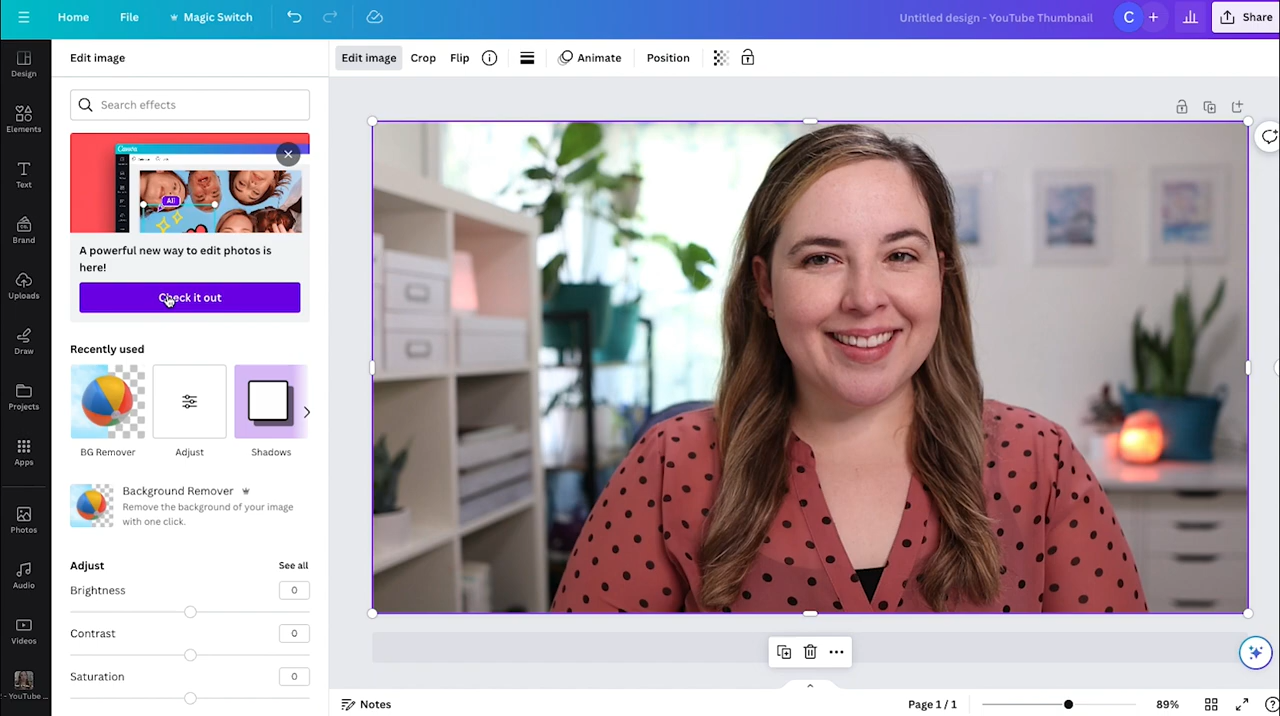 Home File Magic Switch
Untitled design - YouTube Thumbnail C + Share
Design
Elements
Text
Brand
Uploads
Draw
Projects
Apps
Photos
Audio
Videos
- YouTube ...
Edit image
Search effects
Canva
All
A powerful new way to edit photos is
here!
Check it out
Recently used
BG Remover Adjust Shadows
Background Remover
Remove the background of your image
with one click.
Adjust See all
Brightness 0
Contrast 0
Saturation 0
Edit image Crop Flip Animate Position
Notes Page 1 / 1 89%